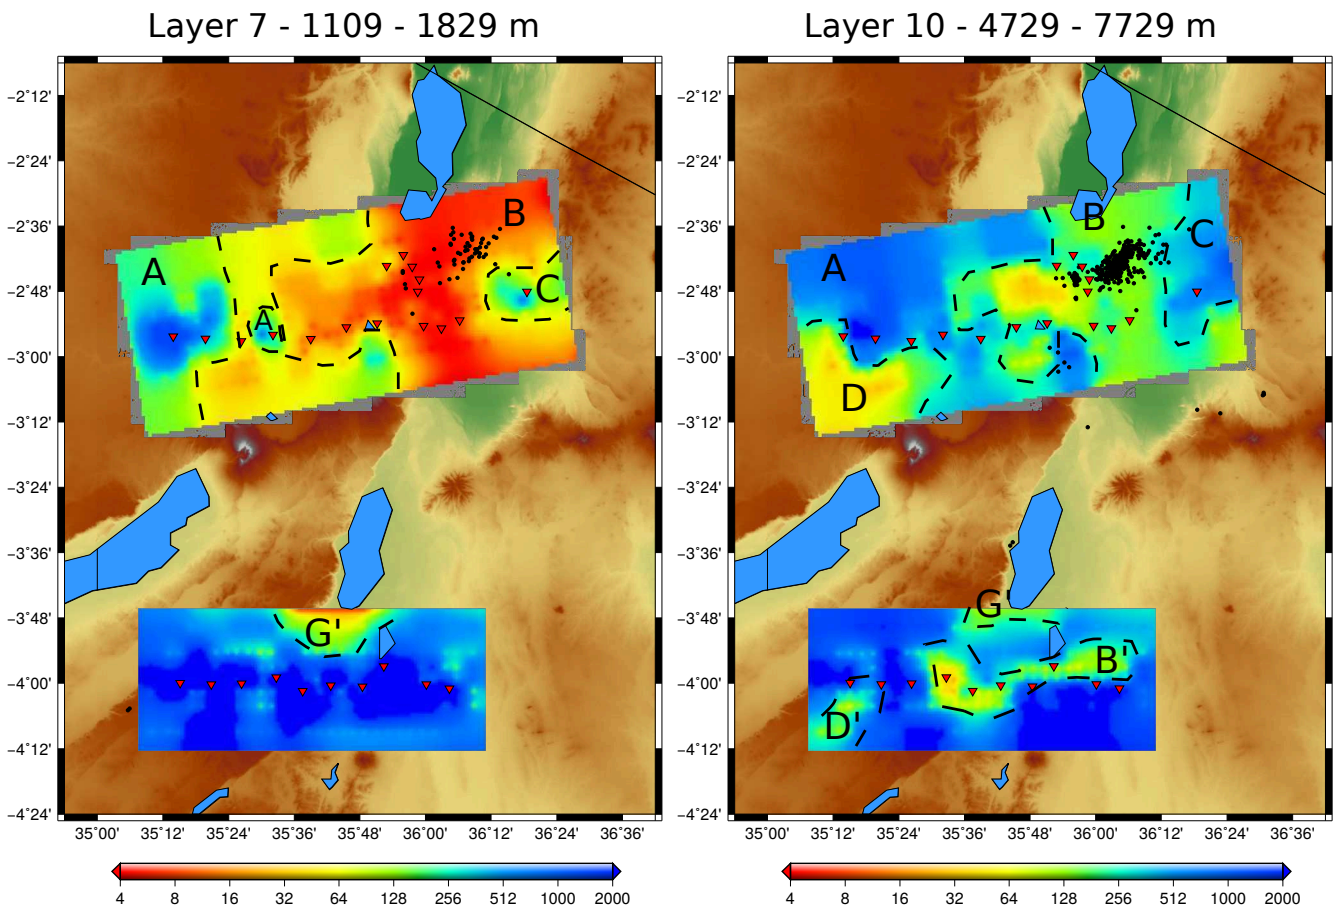 Layer 7 - 1109 - 1829 m
Layer 10 - 4729 - 7729 m
−2°12'
−2°24'
−2°36'
−2°48'
−3°00'
−3°12'
−3°24'
−3°36'
−3°48'
−4°00'
−4°12'
−4°24'
A
B
C
A
G'
35°00'
35°12'
35°24'
35°36'
35°48'
36°00'
36°12'
36°24'
36°36'
4 8 16 32 64 128 256 512 1000 2000
−2°12'
−2°24'
−2°36'
−2°48'
−3°00'
−3°12'
−3°24'
−3°36'
−3°48'
−4°00'
−4°12'
−4°24'
A
B
C
D
G'
B'
D'
35°00'
35°12'
35°24'
35°36'
35°48'
36°00'
36°12'
36°24'
36°36'
4 8 16 32 64 128 256 512 1000 2000